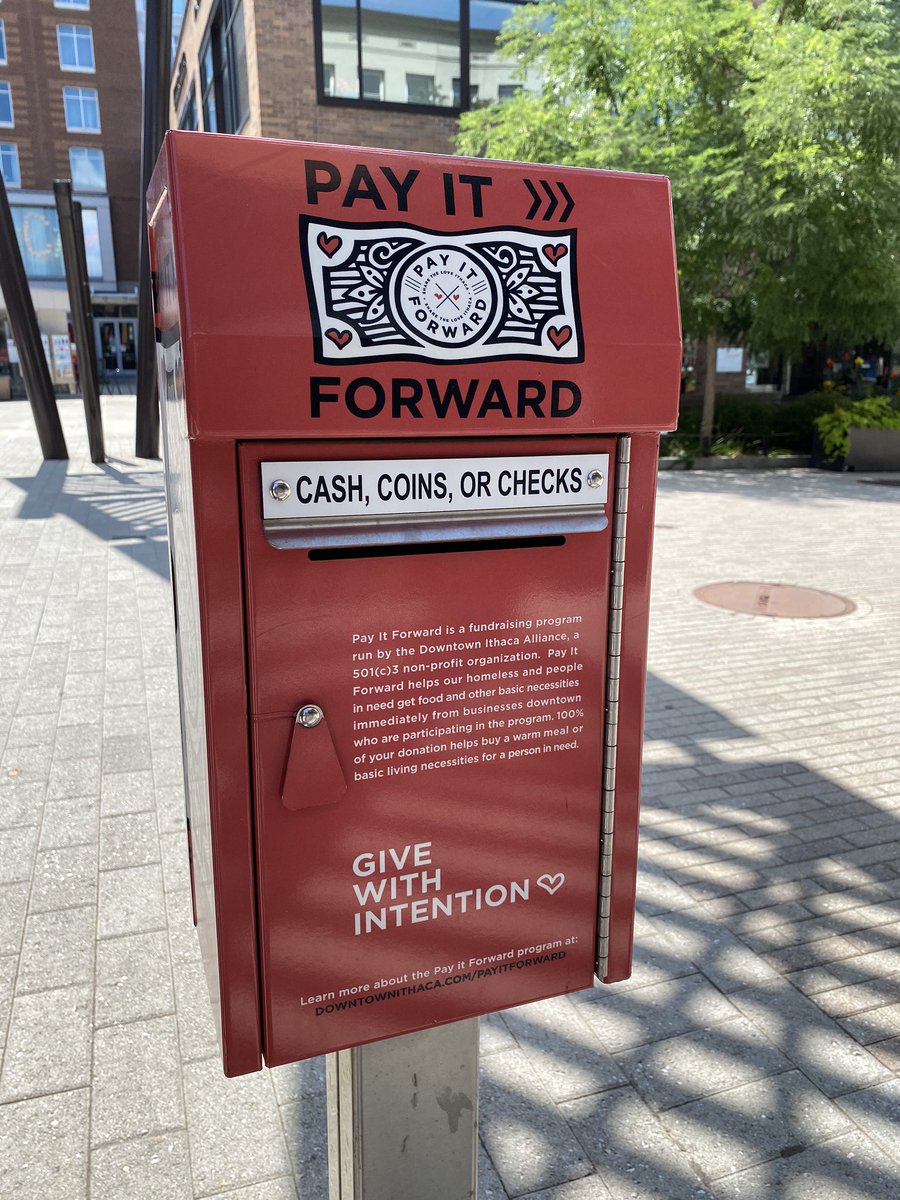 PAY IT
PAY IT
SHARE THE LOVE ITHACA
SHARE THE LOVE ITHACA
FORWARD
FORWARD
CASH, COINS, OR CHECKS
Pay It Forward is a fundraising program
run by the Downtown Ithaca Alliance, a
501(c)3 non-profit organization. Pay It
Forward helps our homeless and people
in need get food and other basic necessities
immediately from businesses downtown
who are participating in the program. 100%
of your donation helps buy a warm meal or
basic living necessities for a person in need.
GIVE
WITH
INTENTION
Learn more about the Pay it Forward program at:
DOWNTOWNITHACA.COM/PAYITFORWARD